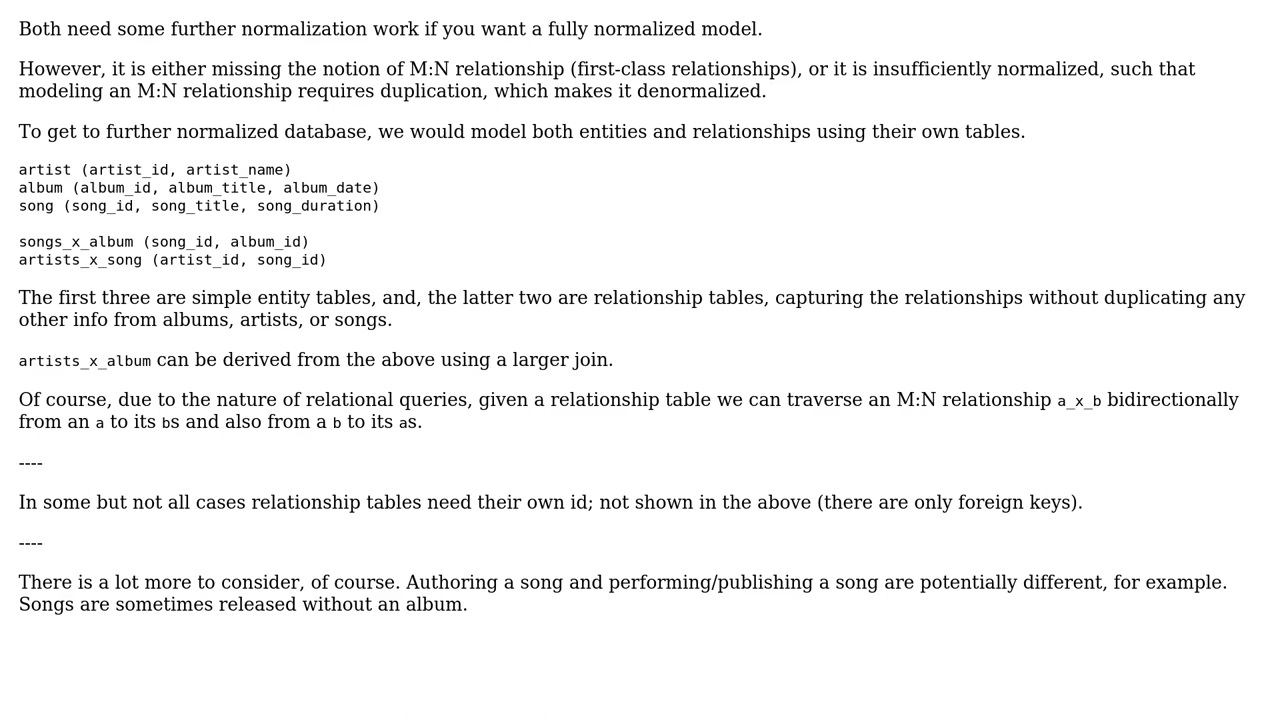 Both need some further normalization work if you want a fully normalized model.
However, it is either missing the notion of M:N relationship (first-class relationships), or it is insufficiently normalized, such that
modeling an M:N relationship requires duplication, which makes it denormalized.
To get to further normalized database, we would model both entities and relationships using their own tables.
artist (artist_id, artist_name)
album (album_id, album_title, album_date)
song (song_id, song_title, song_duration)
songs_x_album (song_id, album_id)
artists_x_song (artist_id, song_id)
The first three are simple entity tables, and, the latter two are relationship tables, capturing the relationships without duplicating any
other info from albums, artists, or songs.
artists_x_album can be derived from the above using a larger join.
Of course, due to the nature of relational queries, given a relationship table we can traverse an M:N relationship a_x_b bidirectionally
from an a to its bs and also from a b to its as.
----
In some but not all cases relationship tables need their own id; not shown in the above (there are only foreign keys).
----
There is a lot more to consider, of course. Authoring a song and performing/publishing a song are potentially different, for example.
Songs are sometimes released without an album.